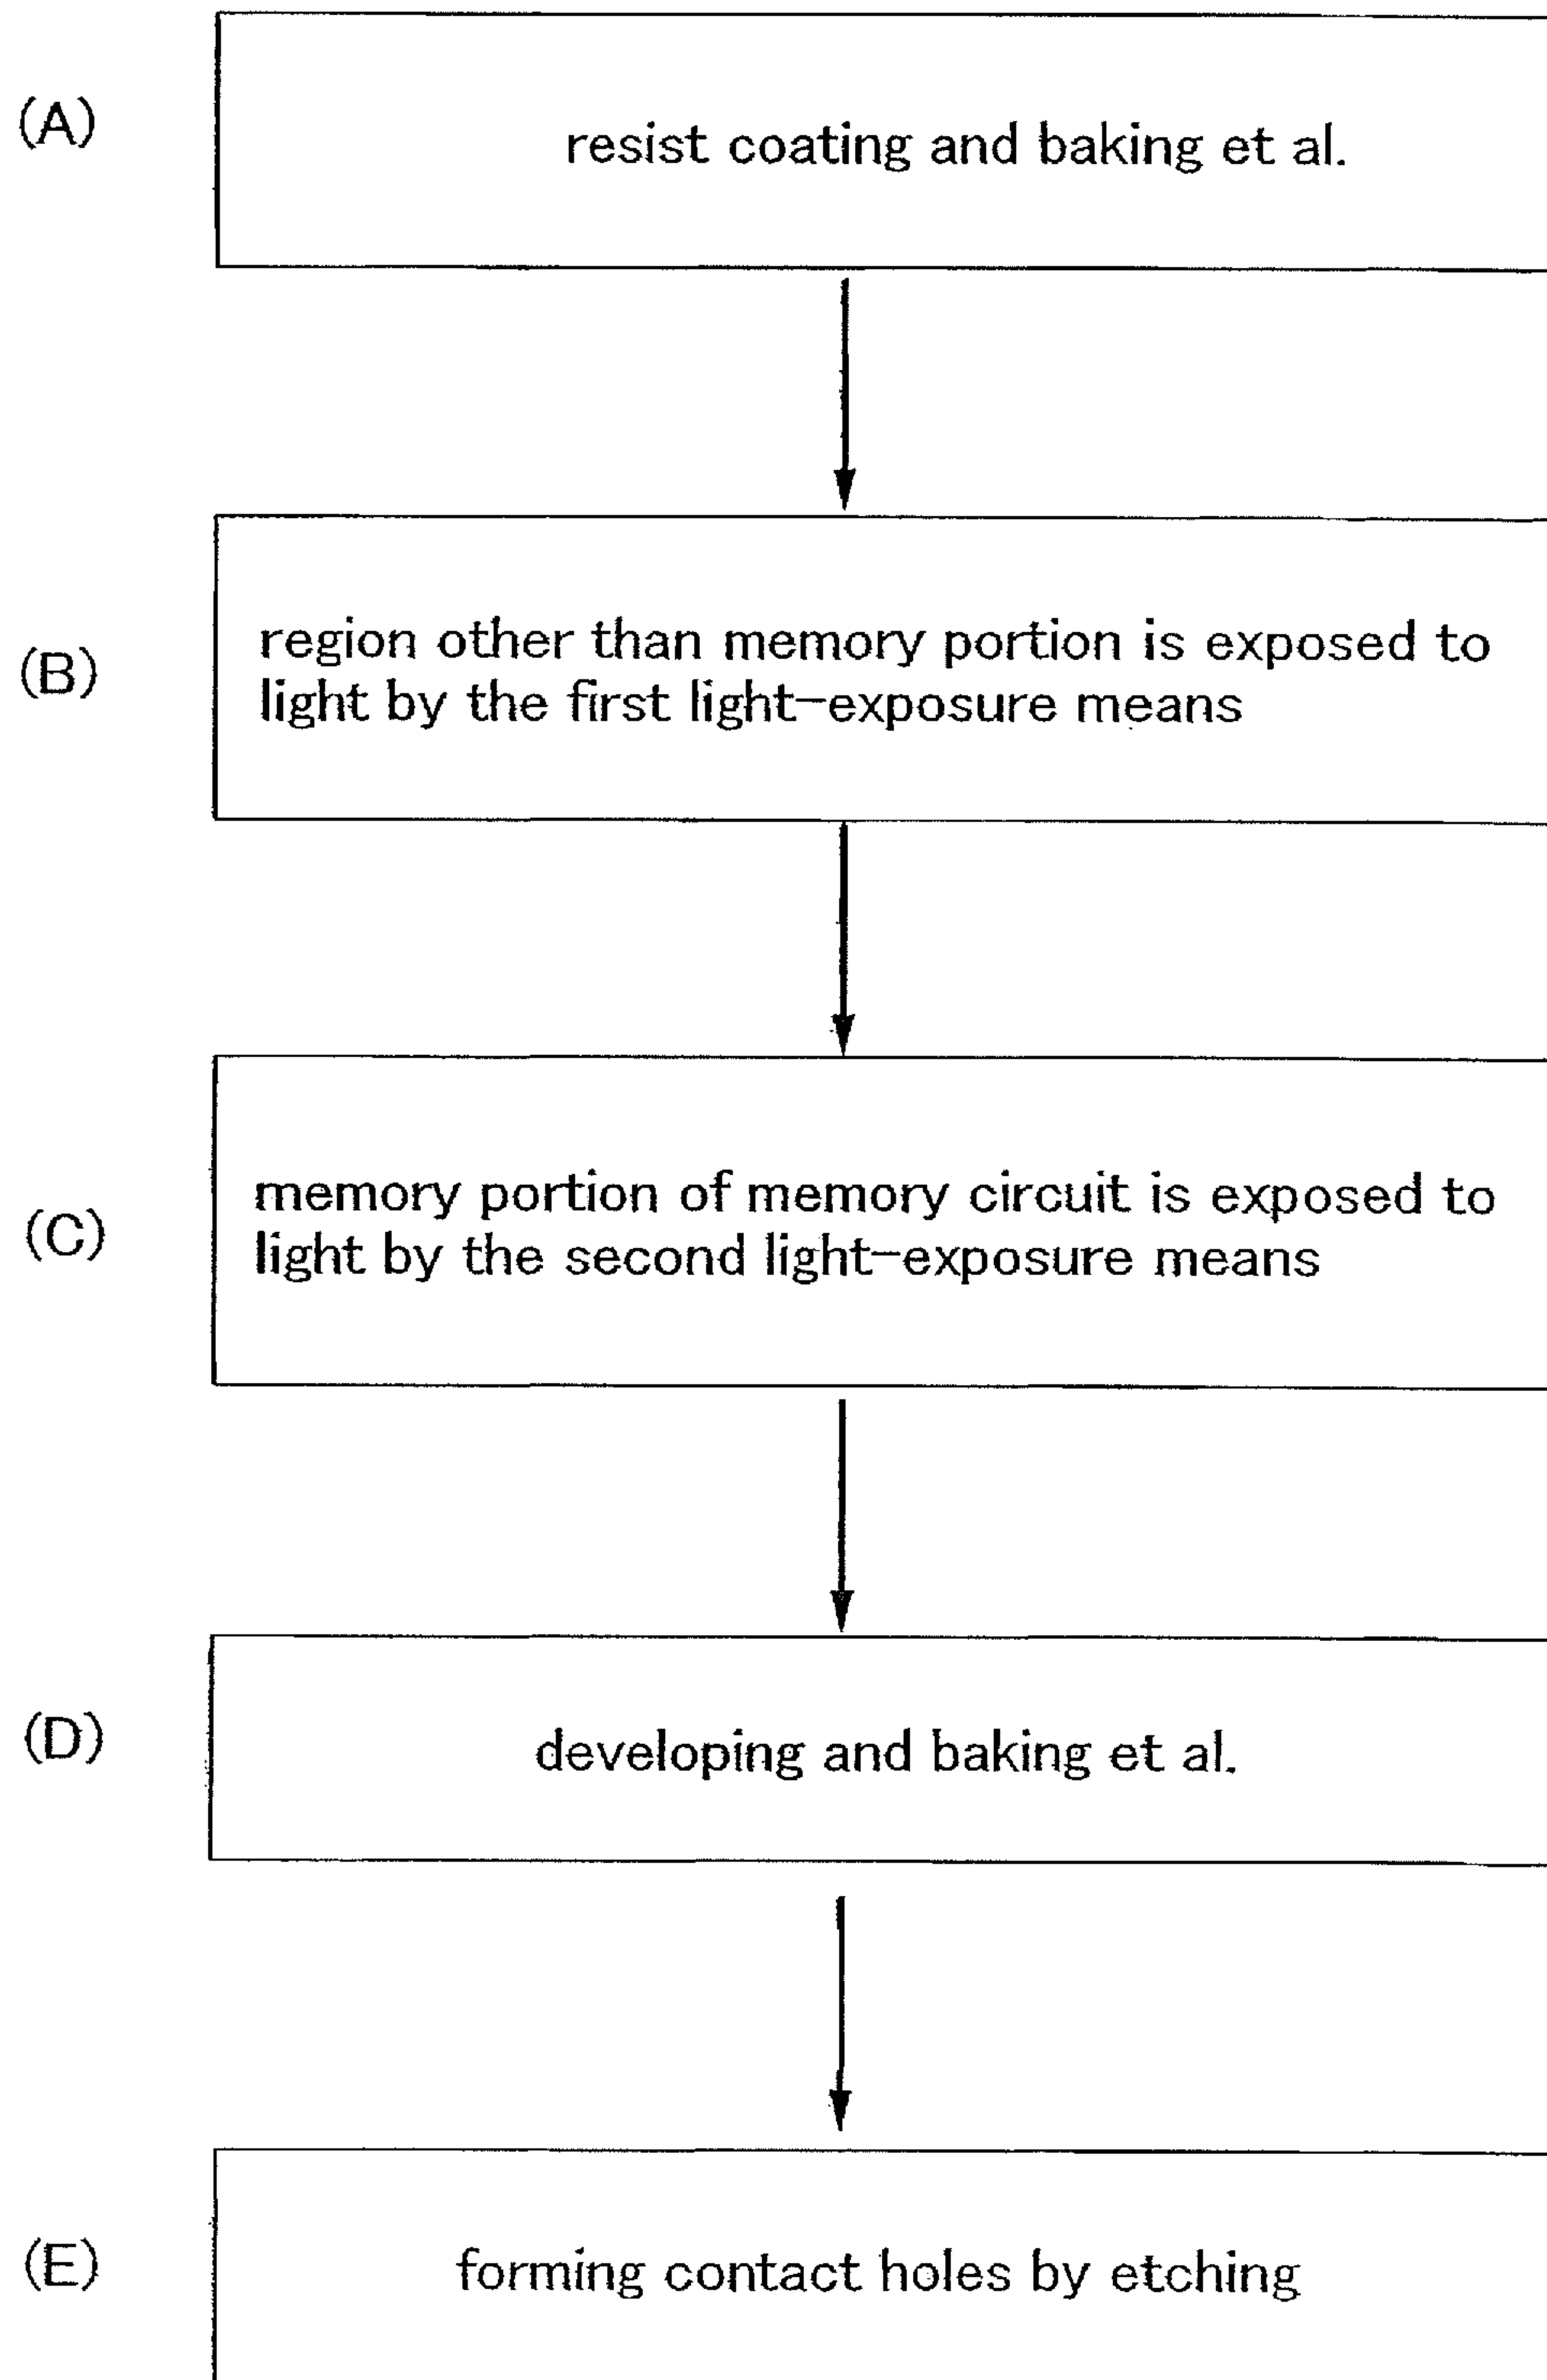 (A)
resist coating and baking et al.
(B)
region other than memory portion is exposed to
light by the first light-exposure means
(C)
memory portion of memory circuit is exposed to
light by the second light-exposure means
(D)
developing and baking et al.
(E)
forming contact holes by etching